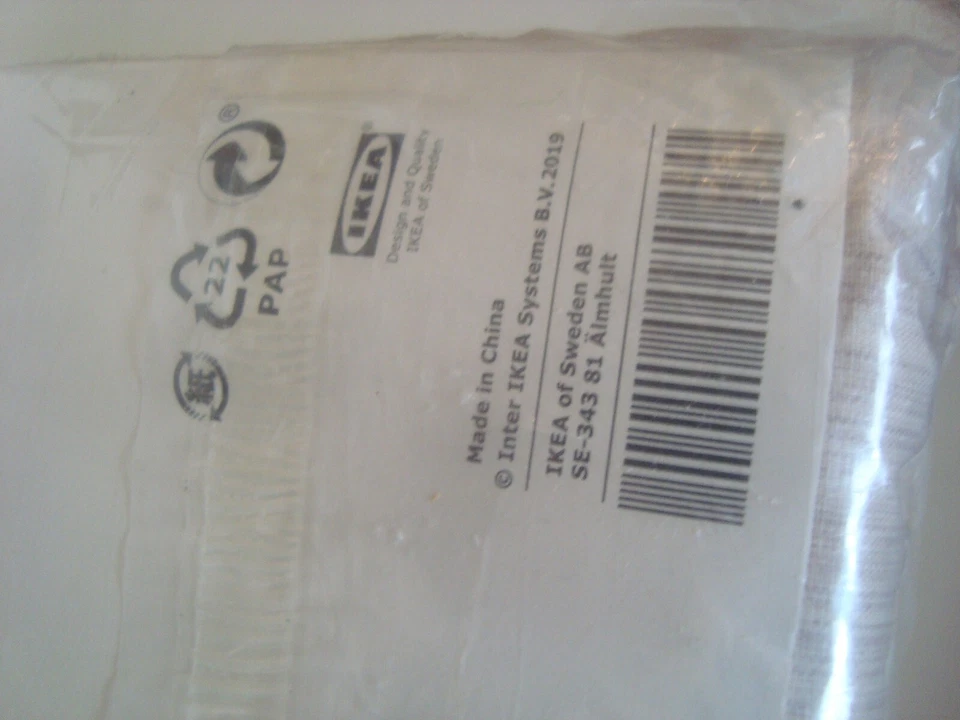 ®
22
PAP
紙
IKEA®
Design and Quality
IKEA of Sweden
Made in China
© Inter IKEA Systems B.V.2019
IKEA of Sweden AB
SE-343 81 Älmhult